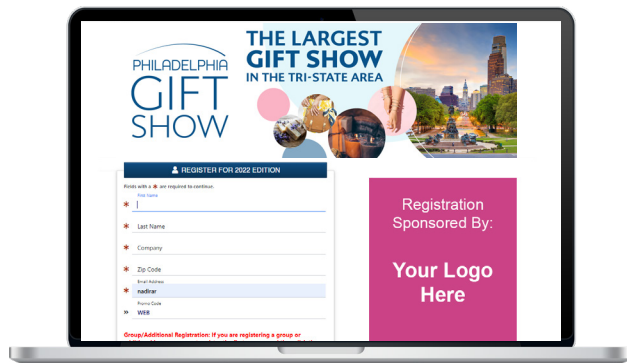 PHILADELPHIA
GIFT
SHOW
THE LARGEST
GIFT SHOW
IN THE TRI-STATE AREA
REGISTER FOR 2022 EDITION
Fields with a * are required to continue.
First Name
* 
* Last Name
* Company
* Zip Code
Email Address
* nadirar
Promo Code
» WEB
Group/Additional Registration: If you are registering a group or
Registration
Sponsored By:
Your Logo
Here